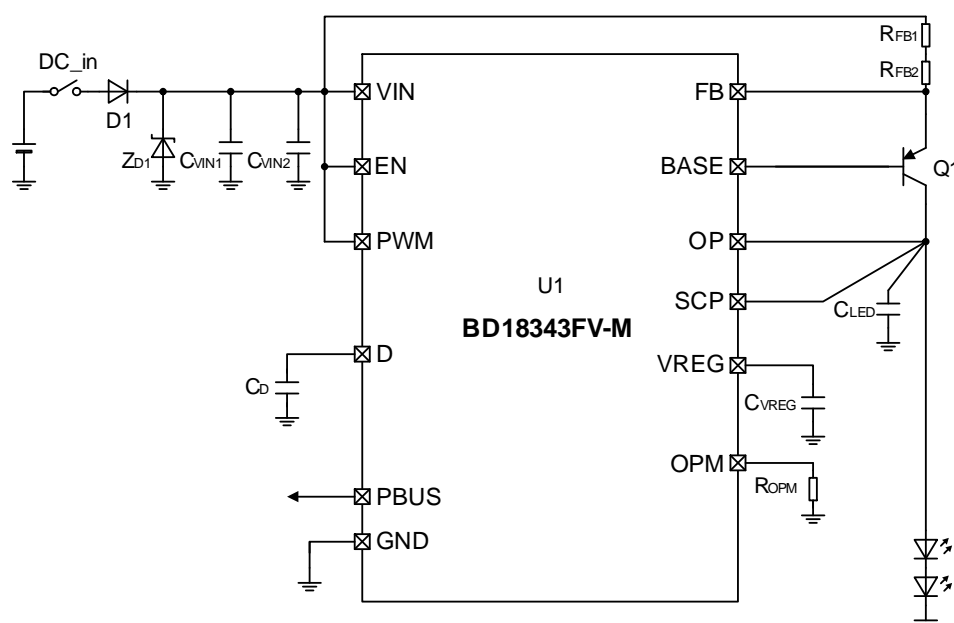 RFB1
DC_in
RFB2
D1
VIN
FB
ZD1
CVIN1
CVIN2
EN
BASE
Q1
PWM
OP
U1
SCP
BD18343FV-M
CLED
D
VREG
CD
CVREG
OPM
ROPM
PBUS
GND